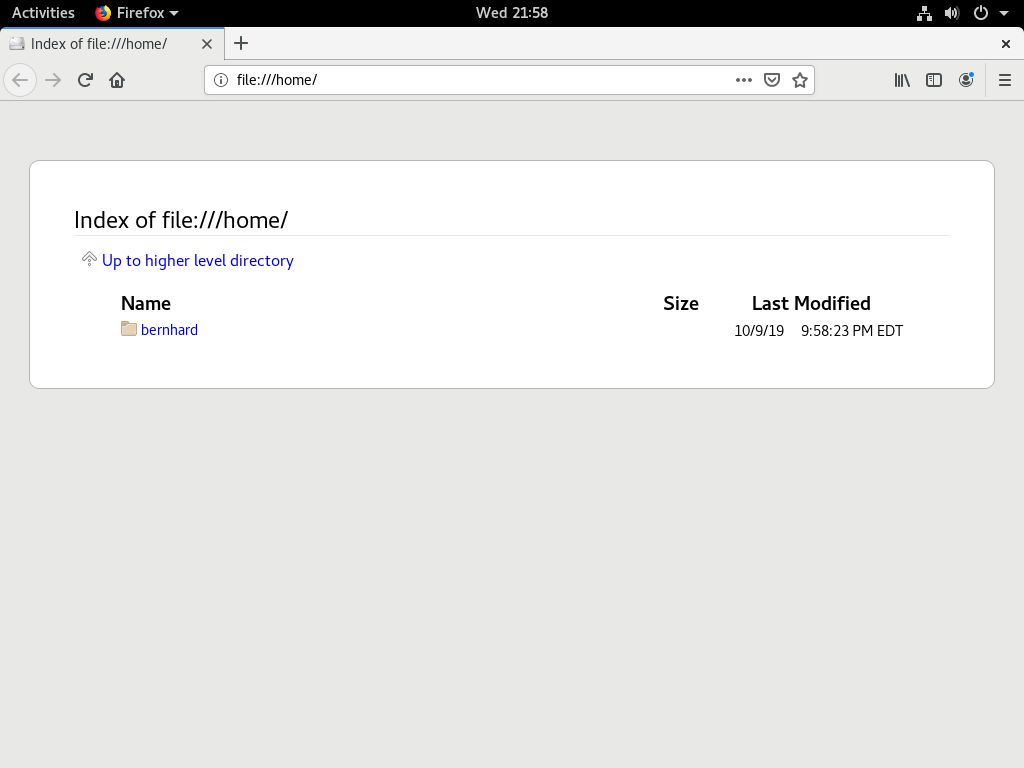 Activities Firefox Wed 21:58
Index of file:///home/
file:///home/
Index of file:///home/
Up to higher level directory
Name Size Last Modified
bernhard 10/9/19 9:58:23 PM EDT